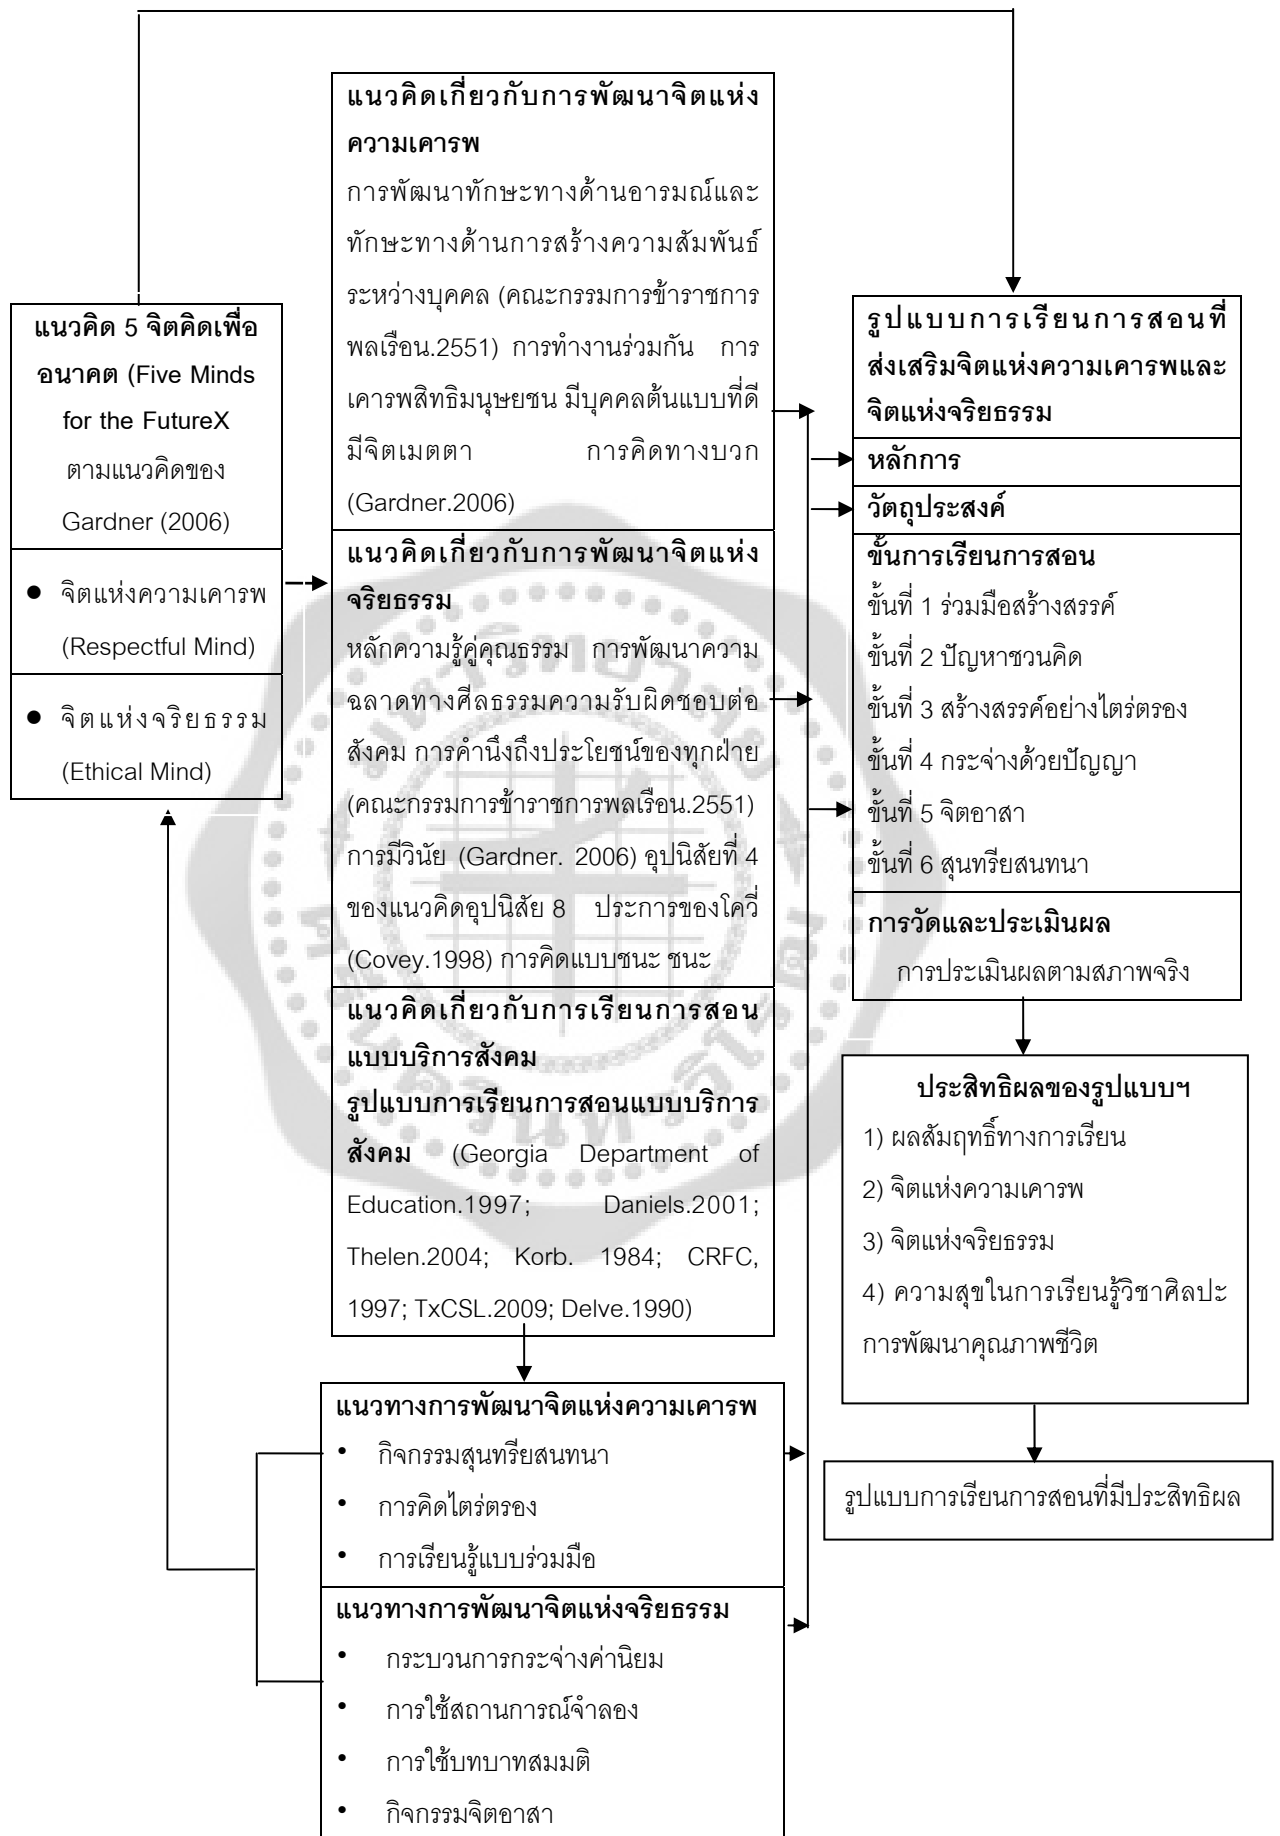 แนวคิด 5 จิตคิดเพื่อ
อนาคต (Five Minds
for the FutureX
ตามแนวคิดของ
Gardner (2006)
● จิตแห่งความเคารพ
(Respectful Mind)
● จิตแห่งจริยธรรม
(Ethical Mind)
แนวคิดเกี่ยวกับการพัฒนาจิตแห่ง
ความเคารพ
การพัฒนาทักษะทางด้านอารมณ์และ
ทักษะทางด้านการสร้างความสัมพันธ์
ระหว่างบุคคล (คณะกรรมการข้าราชการ
พลเรือน.2551) การทำงานร่วมกัน การ
เคารพสิทธิมนุษยชน มีบุคคลต้นแบบที่ดี
มีจิตเมตตา การคิดทางบวก
(Gardner.2006)
แนวคิดเกี่ยวกับการพัฒนาจิตแห่ง
จริยธรรม
หลักความรู้คู่คุณธรรม การพัฒนาความ
ฉลาดทางศีลธรรมความรับผิดชอบต่อ
สังคม การคำนึงถึงประโยชน์ของทุกฝ่าย
(คณะกรรมการข้าราชการพลเรือน.2551)
การมีวินัย (Gardner. 2006) อุปนิสัยที่ 4
ของแนวคิดอุปนิสัย 8 ประการของโควี่
(Covey.1998) การคิดแบบชนะ ชนะ
แนวคิดเกี่ยวกับการเรียนการสอน
แบบบริการสังคม
รูปแบบการเรียนการสอนแบบบริการ
สังคม (Georgia Department of
Education.1997; Daniels.2001;
Thelen.2004; Korb. 1984; CRFC,
1997; TxCSL.2009; Delve.1990)
แนวทางการพัฒนาจิตแห่งความเคารพ
• กิจกรรมสุนทรียสนทนา
• การคิดไตร่ตรอง
• การเรียนรู้แบบร่วมมือ
แนวทางการพัฒนาจิตแห่งจริยธรรม
• กระบวนการกระจ่างค่านิยม
• การใช้สถานการณ์จำลอง
• การใช้บทบาทสมมติ
• กิจกรรมจิตอาสา
รูปแบบการเรียนการสอนที่
ส่งเสริมจิตแห่งความเคารพและ
จิตแห่งจริยธรรม
หลักการ
วัตถุประสงค์
ขั้นการเรียนการสอน
ขั้นที่ 1 ร่วมมือสร้างสรรค์
ขั้นที่ 2 ปัญหาชวนคิด
ขั้นที่ 3 สร้างสรรค์อย่างไตร่ตรอง
ขั้นที่ 4 กระจ่างด้วยปัญญา
ขั้นที่ 5 จิตอาสา
ขั้นที่ 6 สุนทรียสนทนา
การวัดและประเมินผล
การประเมินผลตามสภาพจริง
ประสิทธิผลของรูปแบบฯ
1) ผลสัมฤทธิ์ทางการเรียน
2) จิตแห่งความเคารพ
3) จิตแห่งจริยธรรม
4) ความสุขในการเรียนรู้วิชาศิลปะ
การพัฒนาคุณภาพชีวิต
รูปแบบการเรียนการสอนที่มีประสิทธิผล